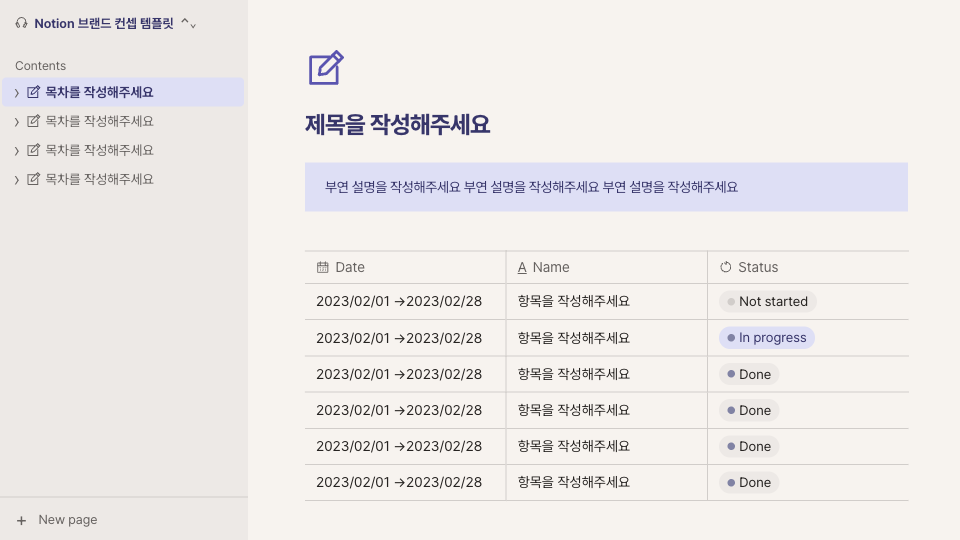 Notion 브랜드 컨셉 템플릿
Contents
목차를 작성해주세요
목차를 작성해주세요
목차를 작성해주세요
목차를 작성해주세요
+ New page
제목을 작성해주세요
부연 설명을 작성해주세요 부연 설명을 작성해주세요 부연 설명을 작성해주세요
Date A Name Status
2023/02/01 →2023/02/28 항목을 작성해주세요 Not started
2023/02/01 →2023/02/28 항목을 작성해주세요 In progress
2023/02/01 →2023/02/28 항목을 작성해주세요 Done
2023/02/01 →2023/02/28 항목을 작성해주세요 Done
2023/02/01 →2023/02/28 항목을 작성해주세요 Done
2023/02/01 →2023/02/28 항목을 작성해주세요 Done